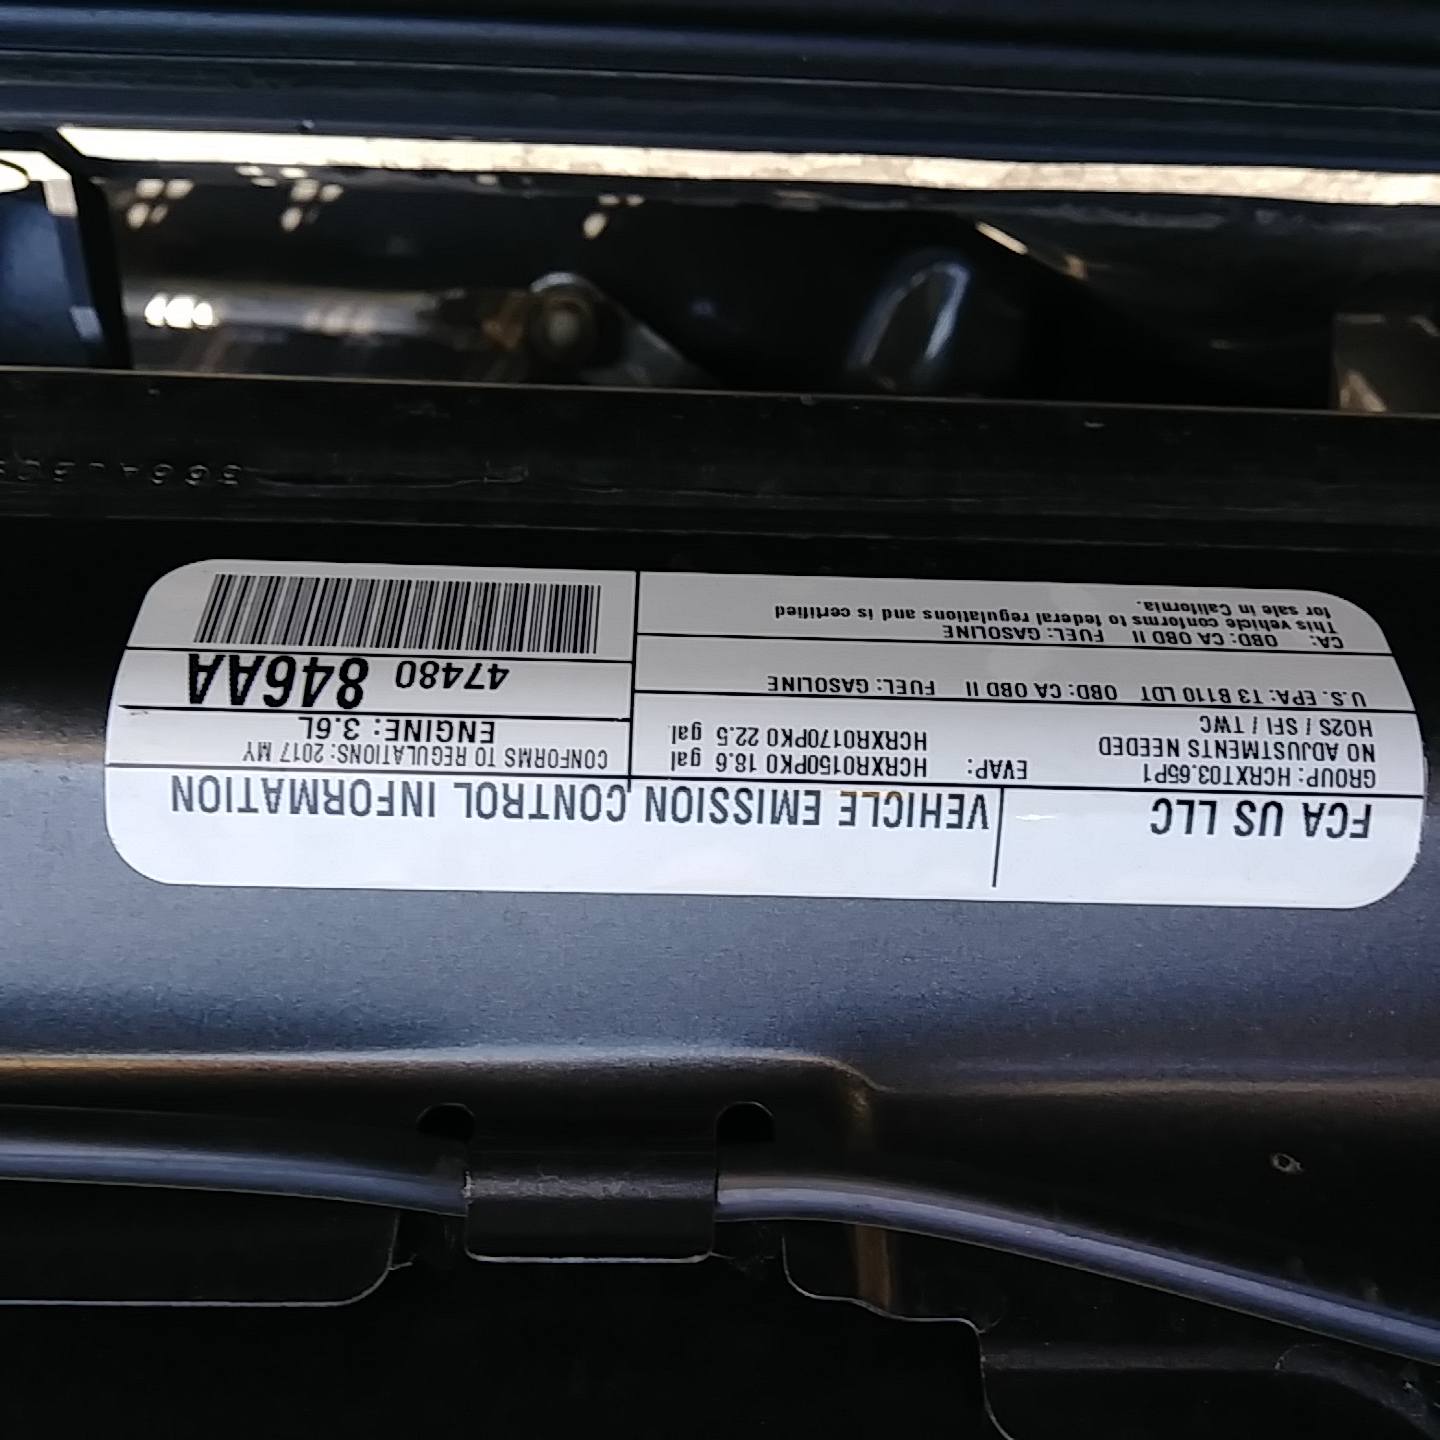 FCA US LLC
VEHICLE EMISSION CONTROL INFORMATION
GROUP: HCRXT03.65P1
NO ADJUSTMENTS NEEDED
HO2S / SFI / TWC
EVAP: HCRXR0150PK0 18.6 gal
HCRXR0170PK0 22.5 gal
CONFORMS TO REGULATIONS: 2017 MY
ENGINE: 3.6L
U.S. EPA: T3 B110 LDT OBD: CA OBD II FUEL: GASOLINE
47480 846AA
CA: OBD: CA OBD II FUEL: GASOLINE
This vehicle conforms to federal regulations and is certified
for sale in California.